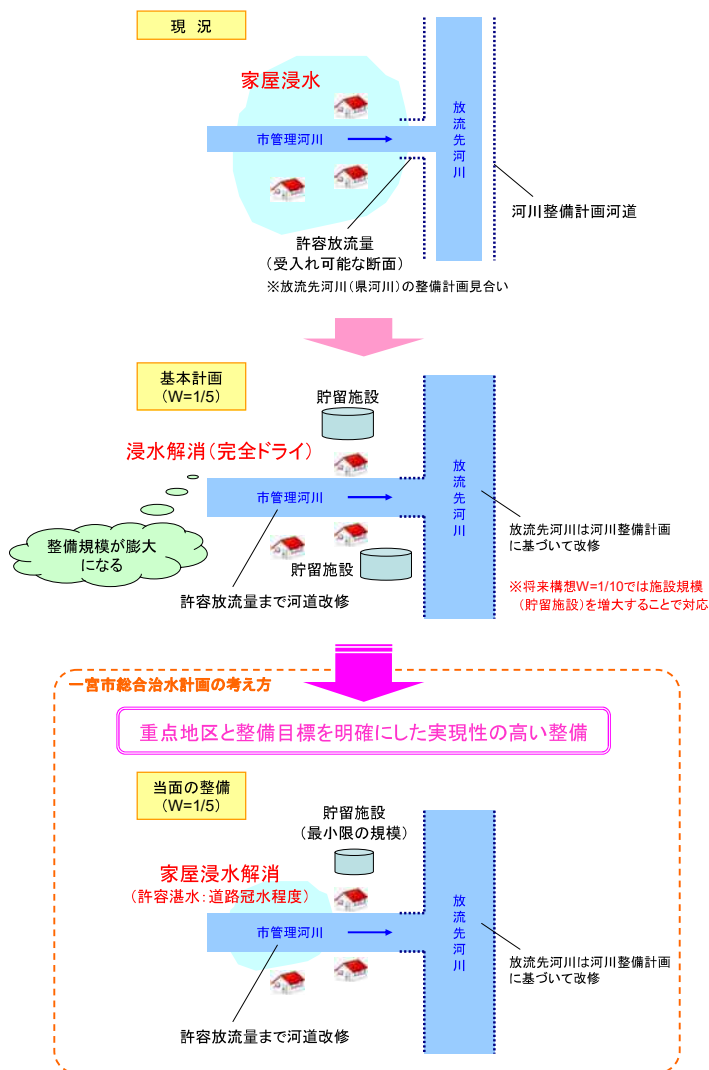 現 況
家屋浸水
市管理河川
放流先河川
河川整備計画河道
許容放流量
(受入れ可能な断面)
※放流先河川(県河川)の整備計画見合い
基本計画
(W=1/5)
貯留施設
浸水解消(完全ドライ)
市管理河川
放流先河川
整備規模が膨大
になる
貯留施設
許容放流量まで河道改修
放流先河川は河川整備計画
に基づいて改修
※将来構想W=1/10では施設規模
(貯留施設)を増大することで対応
一宮市総合治水計画の考え方
重点地区と整備目標を明確にした実現性の高い整備
当面の整備
(W=1/5)
貯留施設
(最小限の規模)
家屋浸水解消
(許容湛水:道路冠水程度)
市管理河川
放流先河川
放流先河川は河川整備計画
に基づいて改修
許容放流量まで河道改修